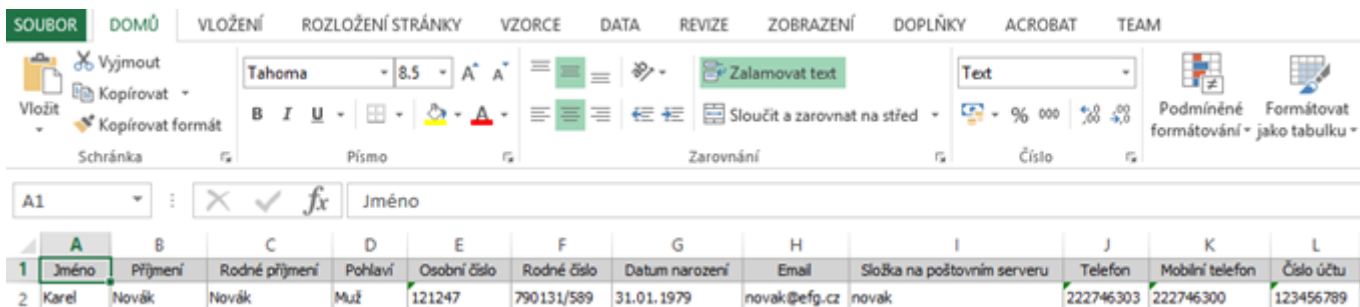 SOUBOR DOMŮ VLOŽENÍ ROZLOŽENÍ STRÁNKY VZORCE DATA REVIZE ZOBRAZENÍ DOPLŇKY ACROBAT TEAM
Vložit
Vyjmout
Kopírovat
Kopírovat formát
Schránka
Tahoma 8.5 A A
B I U A
Písmo
Zalamovat text
Sloučit a zarovnat na střed
Zarovnání
Text
% 000 ,00 ,00
Číslo
Podmíněné formátování
Formátovat jako tabulku
A1 fx Jméno
A B C D E F G H I J K L
1 Jméno Příjmení Rodné příjmení Pohlaví Osobní číslo Rodné číslo Datum narození Email Složka na poštovním serveru Telefon Mobilní telefon Číslo účtu
2 Karel Novák Novák Muž 121247 790131/589 31.01.1979 novak@efg.cz novak 222746303 222746300 123456789